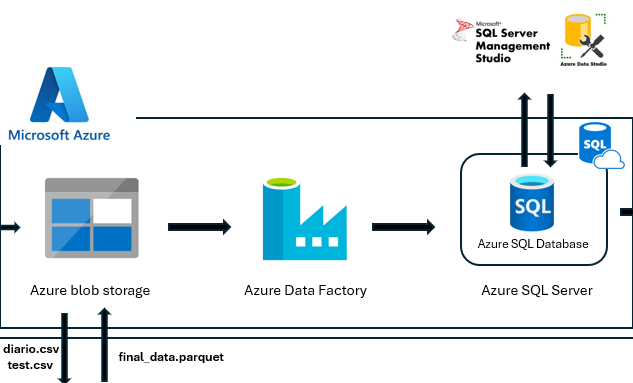 Microsoft
SQL Server
Management
Studio
Azure Data Studio
Microsoft Azure
SQL
SQL
Azure SQL Database
Azure blob storage
Azure Data Factory
Azure SQL Server
diario.csv
test.csv
final_data.parquet